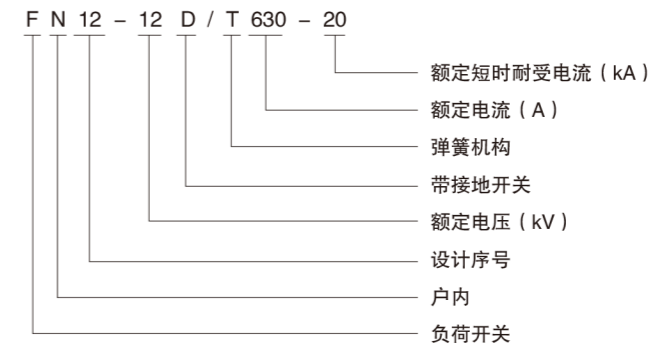 F N 12 – 12 D / T 630 – 20
额定短时耐受电流（kA）
额定电流（A）
弹簧机构
带接地开关
额定电压（kV）
设计序号
户内
负荷开关